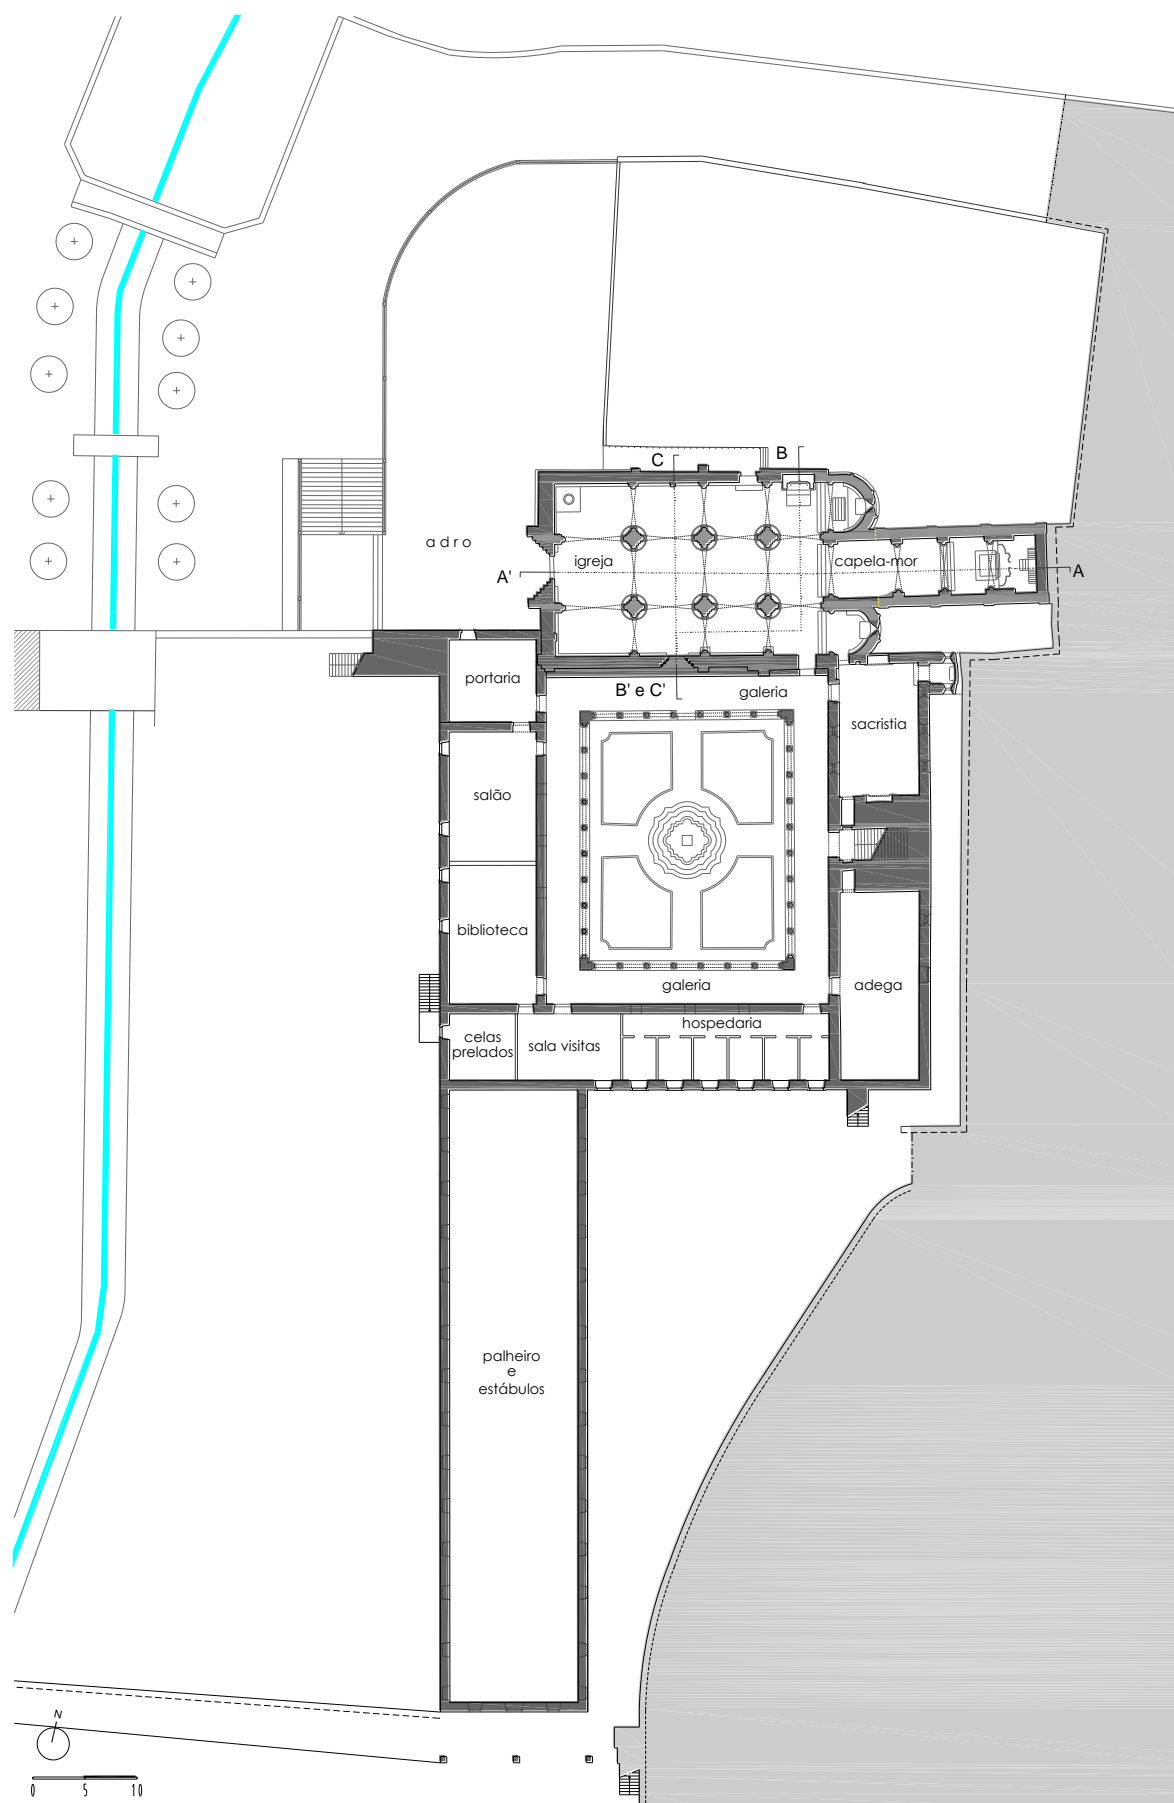 C
B
adro
igreja
capela-mor
A'
A
portaria
B' e C'
galeria
sacristia
salão
biblioteca
galeria
adega
celas
prelados
sala visitas
hospedaria
palheiro
e
estábulos
N
0 5 10